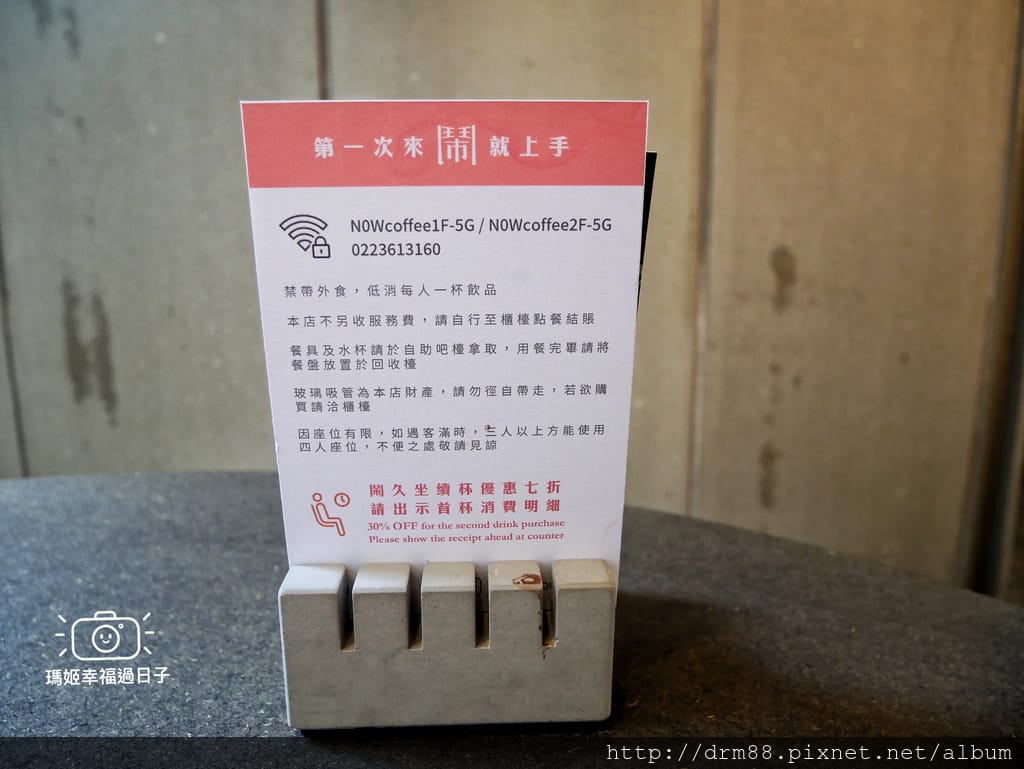 第一次來鬧就上手
N0Wcoffee1F-5G / N0Wcoffee2F-5G
0223613160
禁帶外食，低消每人一杯飲品
本店不另收服務費，請自行至櫃檯點餐結賬
餐具及水杯請於自助吧檯拿取，用餐完畢請將
餐盤放置於回收檯
玻璃吸管為本店財產，請勿徑自帶走，若欲購
買請洽櫃檯
因座位有限，如遇客滿時，三人以上方能使用
四人座位，不便之處敬請見諒
鬧久坐續杯優惠七折
請出示首杯消費明細
30% OFF for the second drink purchase
Please show the receipt ahead at counter
瑪姬幸福過日子
http://drm88.pixnet.net/album